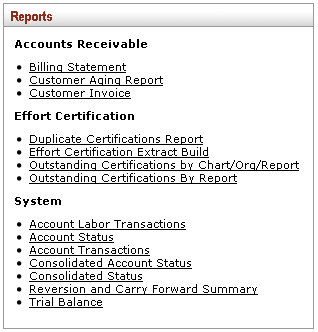 Reports
Accounts Receivable
Billing Statement
Customer Aging Report
Customer Invoice
Effort Certification
Duplicate Certifications Report
Effort Certification Extract Build
Outstanding Certifications by Chart/Org/Report
Outstanding Certifications By Report
System
Account Labor Transactions
Account Status
Account Transactions
Consolidated Account Status
Consolidated Status
Reversion and Carry Forward Summary
Trial Balance